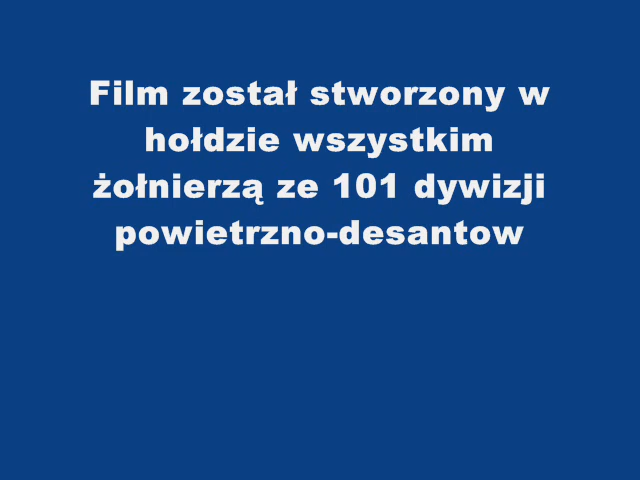 Film został stworzony w
hołdzie wszystkim
żołnierzą ze 101 dywizji
powietrzno-desantow